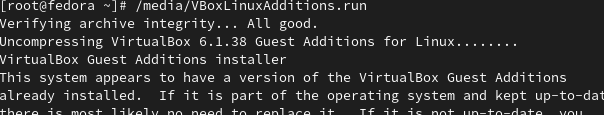 [root@fedora ~]# /media/VBoxLinuxAdditions.run
Verifying archive integrity... All good.
Uncompressing VirtualBox 6.1.38 Guest Additions for Linux........
VirtualBox Guest Additions installer
This system appears to have a version of the VirtualBox Guest Additions
already installed.  If it is part of the operating system and kept up-to-dat
there is most likely no need to replace it.  If it is not up-to-date, you